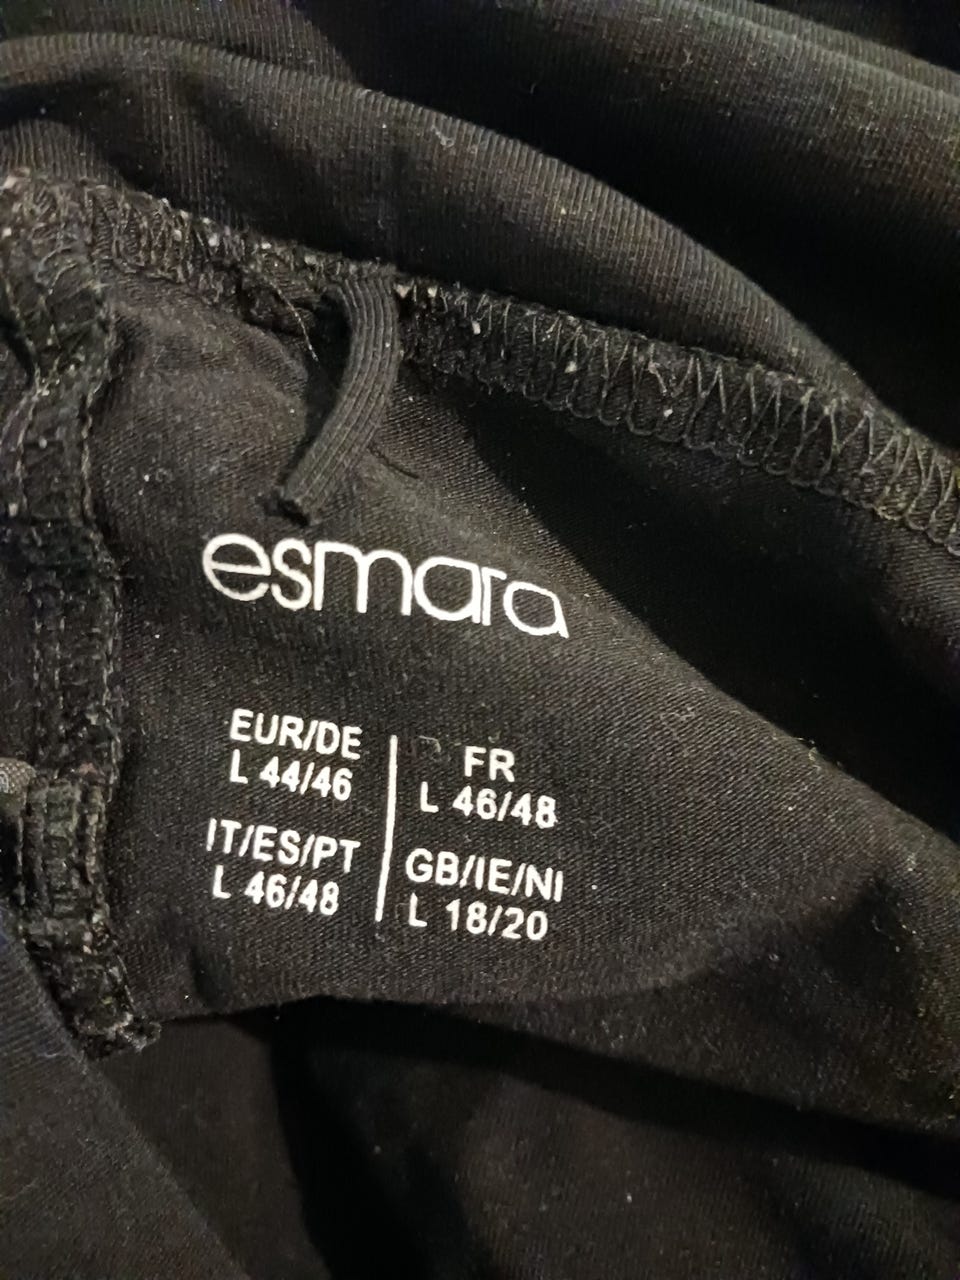 esmara
EUR/DE
L 44/46
FR
L 46/48
IT/ES/PT
L 46/48
GB/IE/NI
L 18/20